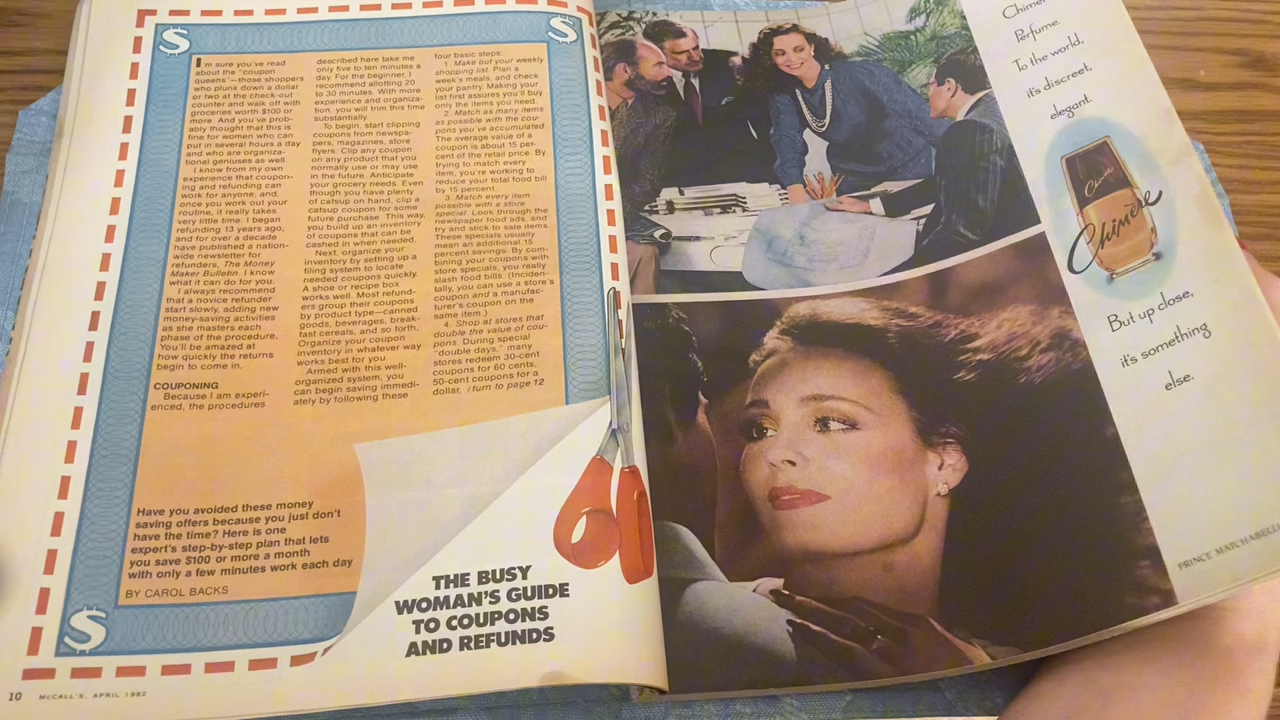 $
$
I'm sure you've read
about the "coupon
queens"—those shoppers
who plunk down a dollar
or two at the check-out
counter and walk off with
groceries worth $100 or
more. And you've prob-
ably thought that this is
fine for women who can
put in several hours a day
and who are organiza-
tional geniuses as well.
I know from my own
experience that coupon-
ing and refunding can
work for anyone, and,
once you work out your
routine, it really takes
very little time. I began
refunding 13 years ago,
and for over a decade
have published a nation-
wide newsletter for
refunders, The Money
Maker Bulletin. I know
what it can do for you.
I always recommend
that a novice refunder
start slowly, adding new
money-saving activities
as she masters each
phase of the procedure.
You'll be amazed at
how quickly the returns
begin to come in.
COUPONING
Because I am experi-
enced, the procedures
described here take me
only five to ten minutes a
day. For the beginner, I
recommend allotting 20
to 30 minutes. With more
experience and organiza-
tion, you will trim this time
substantially.
To begin, start clipping
coupons from newspa-
pers, magazines, store
flyers. Clip any coupon
on any product that you
normally use or may use
in the future. Anticipate
your grocery needs. Even
though you have plenty
of catsup on hand, clip a
catsup coupon for some
future purchase. This way,
you build up an inventory
of coupons that can be
cashed in when needed.
Next, organize your
inventory by setting up a
filing system to locate
needed coupons quickly.
A shoe or recipe box
works well. Most refund-
ers group their coupons
by product type—canned
goods, beverages, break-
fast cereals, and so forth.
Organize your coupon
inventory in whatever way
works best for you.
Armed with this well-
organized system, you
can begin saving immedi-
ately by following these
four basic steps:
1. Make out your weekly
shopping list. Plan a
week's meals, and check
your pantry. Making your
list first assures you'll buy
only the items you need.
2. Match as many items
as possible with the cou-
pons you've accumulated.
The average value of a
coupon is about 15 per-
cent of the retail price. By
trying to match every
item, you're working to
reduce your total food bill
by 15 percent.
3. Match every item
possible with a store
special. Look through the
newspaper food ads, and
try and stick to sale items.
These specials usually
mean an additional 15
percent savings. By com-
bining your coupons with
store specials, you really
slash food bills. (Inciden-
tally, you can use a store's
coupon and a manufac-
turer's coupon on the
same item.)
4. Shop at stores that
double the value of cou-
pons. During special
"double days," many
stores redeem 30-cent
coupons for 60 cents,
50-cent coupons for a
dollar, /turn to page 12
Have you avoided these money
saving offers because you just don't
have the time? Here is one
expert's step-by-step plan that lets
you save $100 or more a month
with only a few minutes work each day
BY CAROL BACKS
$
THE BUSY
WOMAN'S GUIDE
TO COUPONS
AND REFUNDS
10 McCALL'S, APRIL 1982
Perfume.
To the world,
it's discreet,
elegant.
Chimère
But up close,
it's something
else.